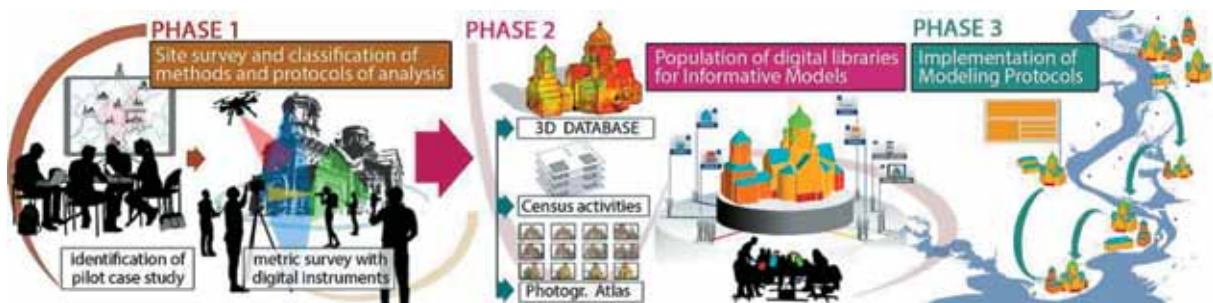 PHASE 1
Site survey and classification of
methods and protocols of analysis
identification of
pilot case study
metric survey with
digital instruments
PHASE 2
3D DATABASE
Census activities
Photogr. Atlas
Population of digital libraries
for Informative Models
PHASE 3
Implementation of
Modeling Protocols